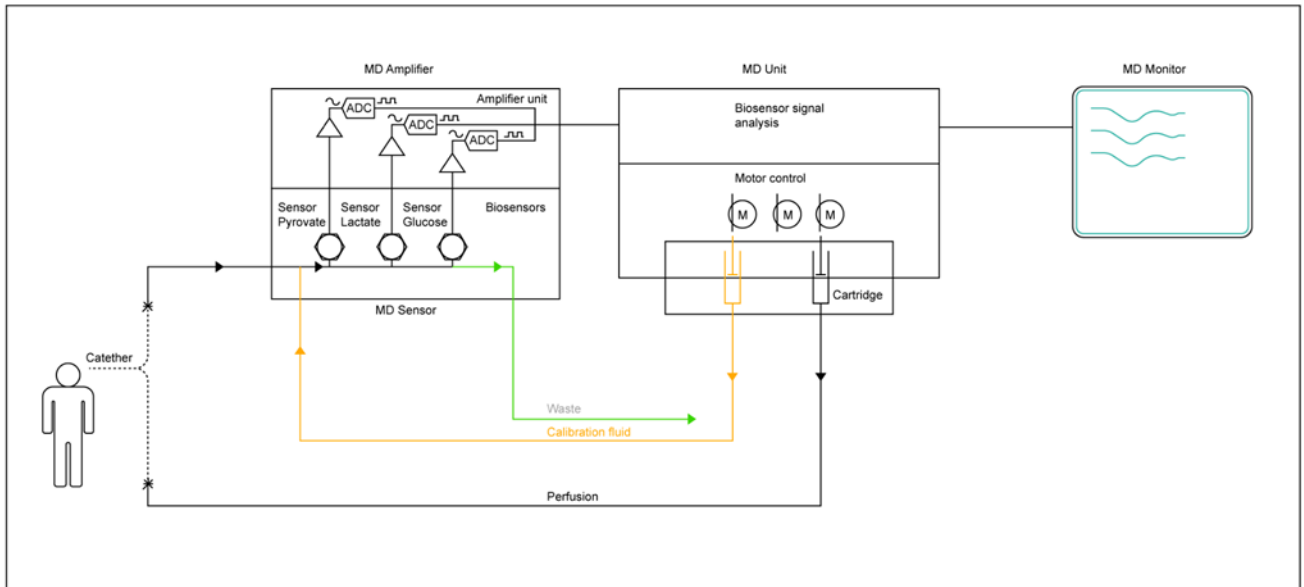 MD Amplifier
MD Unit
MD Monitor
Amplifier unit
ADC
ADC
ADC
Biosensor signal
analysis
Motor control
Sensor
Pyrovate
Sensor
Lactate
Sensor
Glucose
Biosensors
M
M
M
Cartridge
MD Sensor
Catether
Waste
Calibration fluid
Perfusion